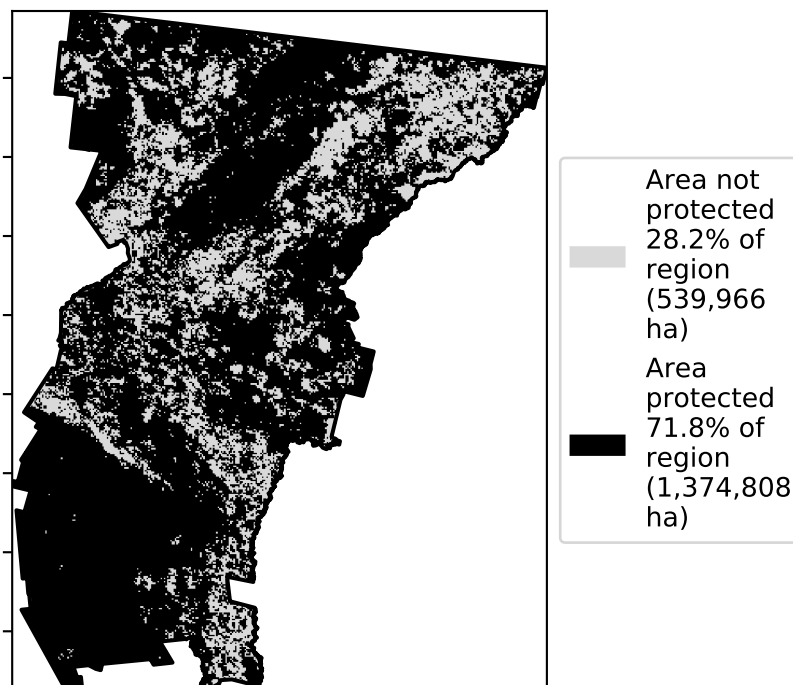 Area not
protected
28.2% of
region
(539,966
ha)
Area
protected
71.8% of
region
(1,374,808
ha)